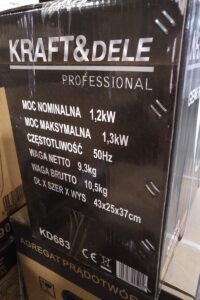 KRAFT&DELE
PROFESSIONAL
MOC NOMINALNA 1,2kW
MOC MAKSYMALNA 1,3kW
CZĘSTOTLIWOŚĆ 50Hz
WAGA NETTO 9,3kg
WAGA BRUTTO 10,5kg
DŁ X SZER X WYS 43x25x37cm
KD683
CE
AGREGAT PRĄDOTWÓR